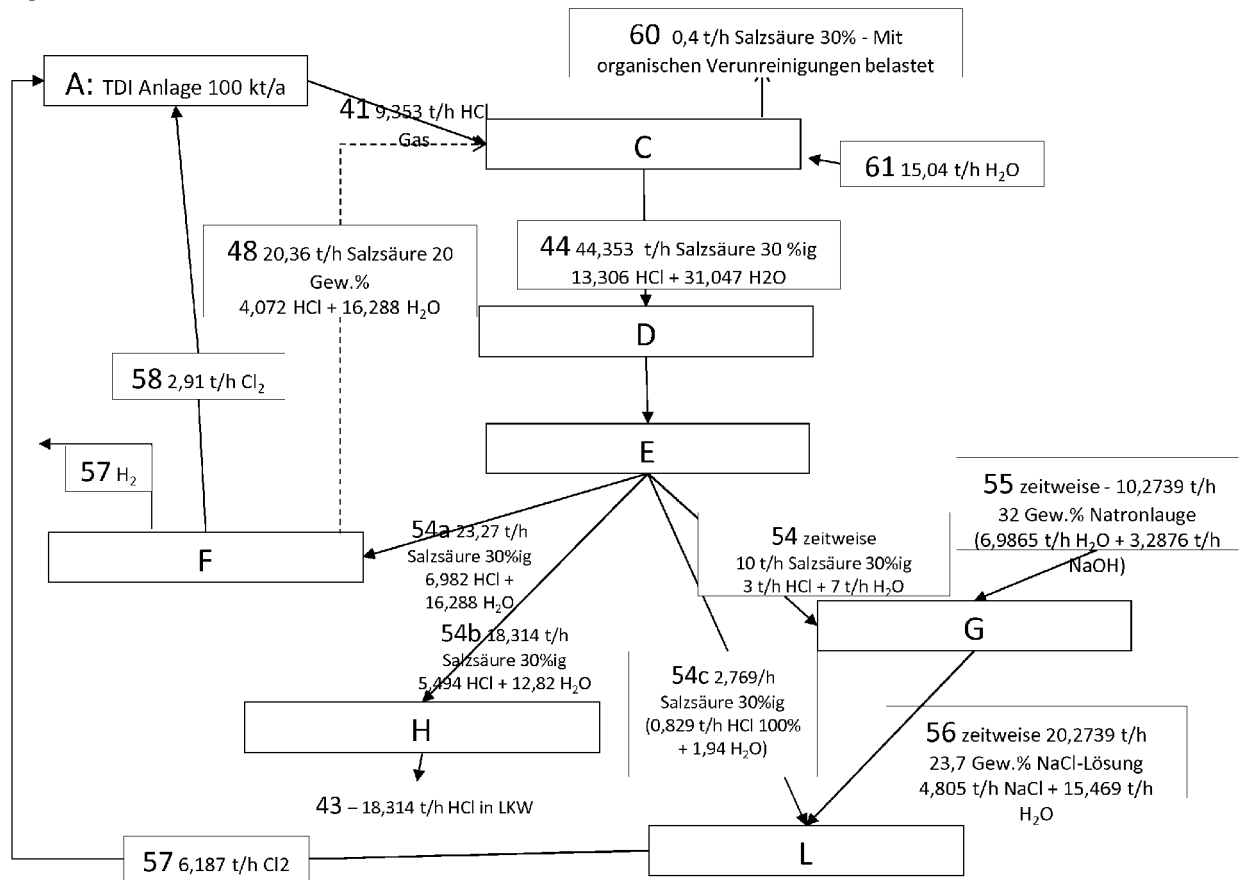 60 0,4 t/h Salzsäure 30% - Mit
organischen Verunreinigungen belastet
A: TDI Anlage 100 kt/a
41 9,353 t/h HCl
Gas
C
61 15,04 t/h H₂O
48 20,36 t/h Salzsäure 20
Gew.%
4,072 HCl + 16,288 H₂O
44 44,353 t/h Salzsäure 30 %ig
13,306 HCl + 31,047 H2O
D
58 2,91 t/h Cl₂
E
57 H₂
F
54a 23,27 t/h
Salzsäure 30%ig
6,982 HCl +
16,288 H₂O
54 zeitweise
10 t/h Salzsäure 30%ig
3 t/h HCl + 7 t/h H₂O
55 zeitweise - 10,2739 t/h
32 Gew.% Natronlauge
(6,9865 t/h H₂O + 3,2876 t/h
NaOH)
G
54b 18,314 t/h
Salzsäure 30%ig
5,494 HCl + 12,82 H₂O
54c 2,769/h
Salzsäure 30%ig
(0,829 t/h HCl 100%
+ 1,94 H₂O)
H
56 zeitweise 20,2739 t/h
23,7 Gew.% NaCl-Lösung
4,805 t/h NaCl + 15,469 t/h
H₂O
43 – 18,314 t/h HCl in LKW
L
57 6,187 t/h Cl2